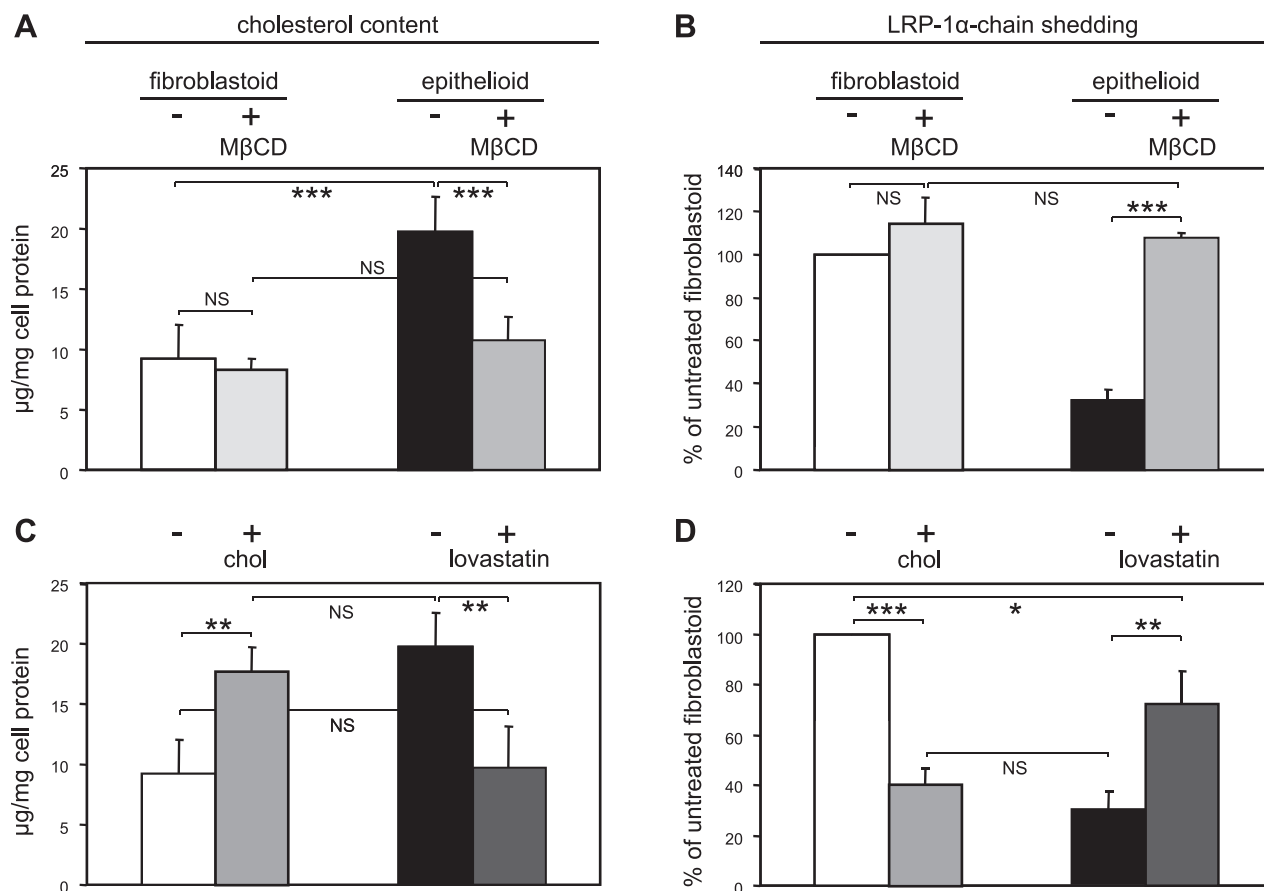 A
cholesterol content
fibroblastoid
epithelioid
- + - +
MβCD MβCD
25
20
15
10
5
0
µg/mg cell protein
*** ***
NS
NS
B
LRP-1α-chain shedding
fibroblastoid
epithelioid
- + - +
MβCD MβCD
140
120
100
80
60
40
20
0
% of untreated fibroblastoid
NS NS
***
C
- + - +
chol lovastatin
25
20
15
10
5
0
µg/mg cell protein
NS **
**
NS
D
- + - +
chol lovastatin
120
100
80
60
40
20
0
% of untreated fibroblastoid
*** *
**
NS